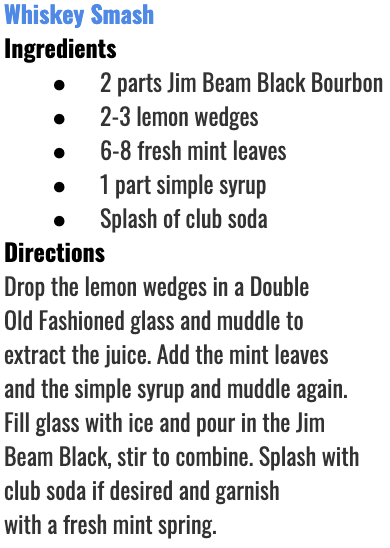 Whiskey Smash
Ingredients
● 2 parts Jim Beam Black Bourbon
● 2-3 lemon wedges
● 6-8 fresh mint leaves
● 1 part simple syrup
● Splash of club soda
Directions
Drop the lemon wedges in a Double
Old Fashioned glass and muddle to
extract the juice. Add the mint leaves
and the simple syrup and muddle again.
Fill glass with ice and pour in the Jim
Beam Black, stir to combine. Splash with
club soda if desired and garnish
with a fresh mint spring.